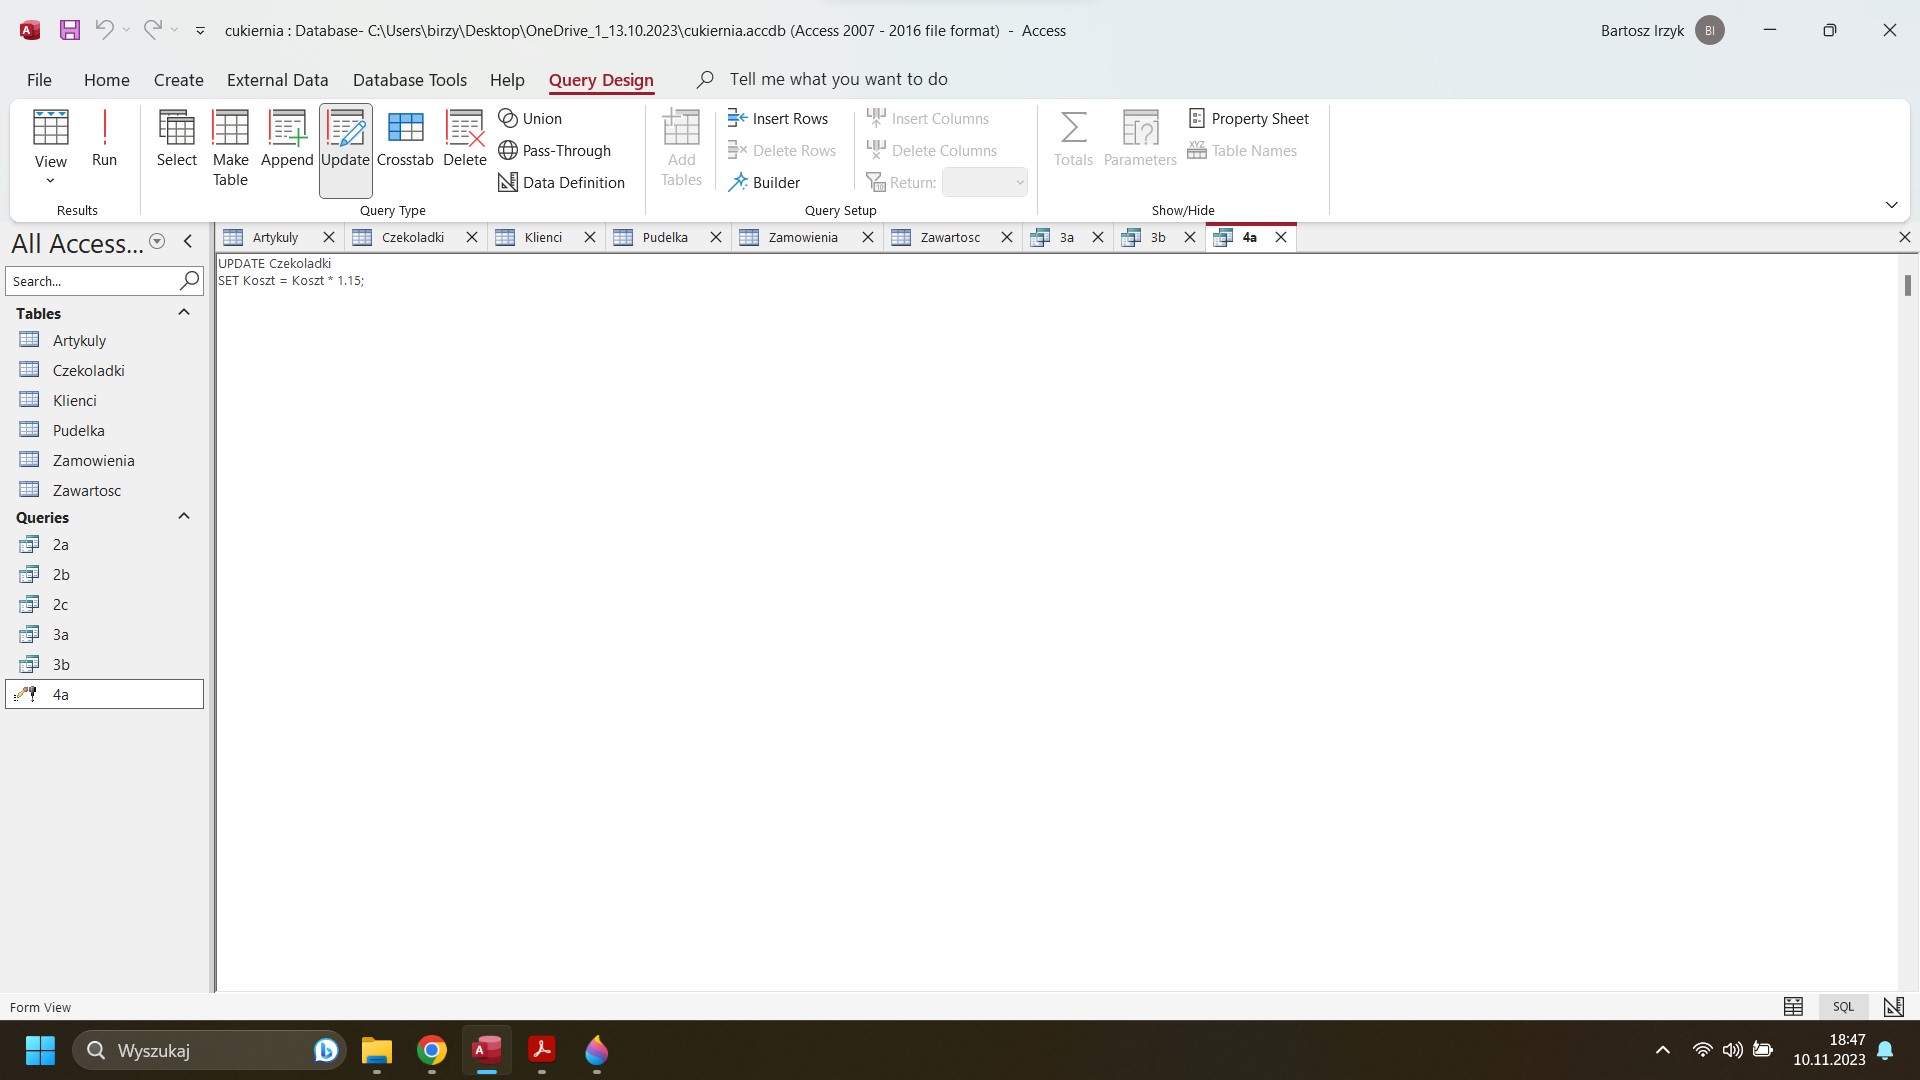 cukiernia : Database- C:\Users\birzy\Desktop\OneDrive_1_13.10.2023\cukiernia.accdb (Access 2007 - 2016 file format) - Access
Bartosz Irzyk
BI
File
Home
Create
External Data
Database Tools
Help
Query Design
Tell me what you want to do
View
Run
Results
Select
Make
Table
Append
Update
Crosstab
Delete
Union
Pass-Through
Data Definition
Query Type
Add
Tables
Insert Rows
Delete Rows
Builder
Insert Columns
Delete Columns
Return:
Query Setup
Totals
Parameters
Property Sheet
Table Names
Show/Hide
All Access...
Search...
Tables
Artykuly
Czekoladki
Klienci
Pudelka
Zamowienia
Zawartosc
Queries
2a
2b
2c
3a
3b
4a
Artykuly
Czekoladki
Klienci
Pudelka
Zamowienia
Zawartosc
3a
3b
4a
UPDATE Czekoladki
SET Koszt = Koszt * 1.15;
Form View
SQL
Wyszukaj
18:47
10.11.2023